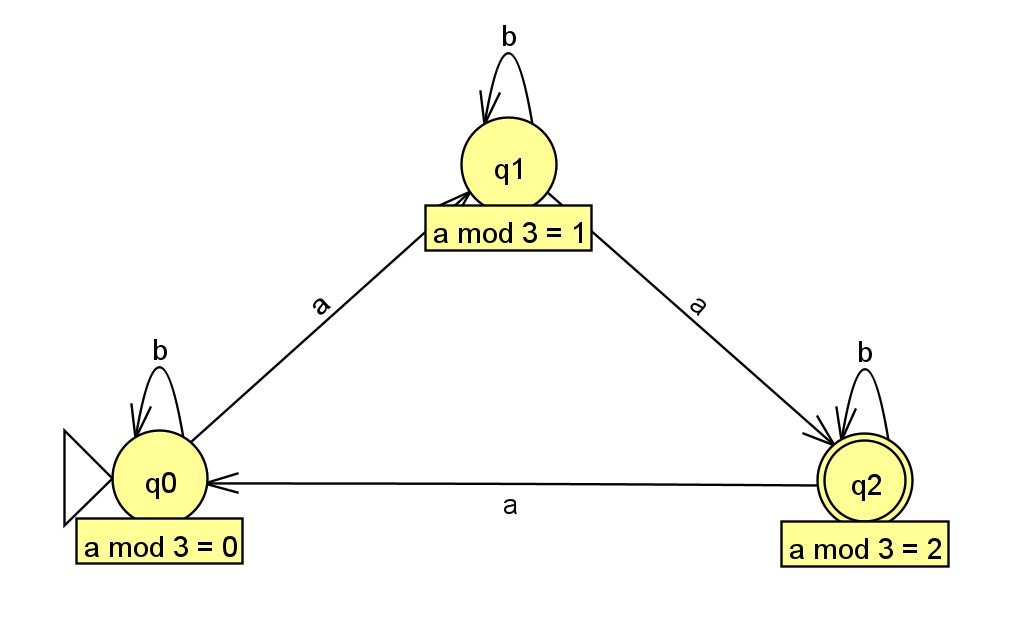 b
q1
a mod 3 = 1
a
a
b
b
q0
q2
a
a mod 3 = 0
a mod 3 = 2